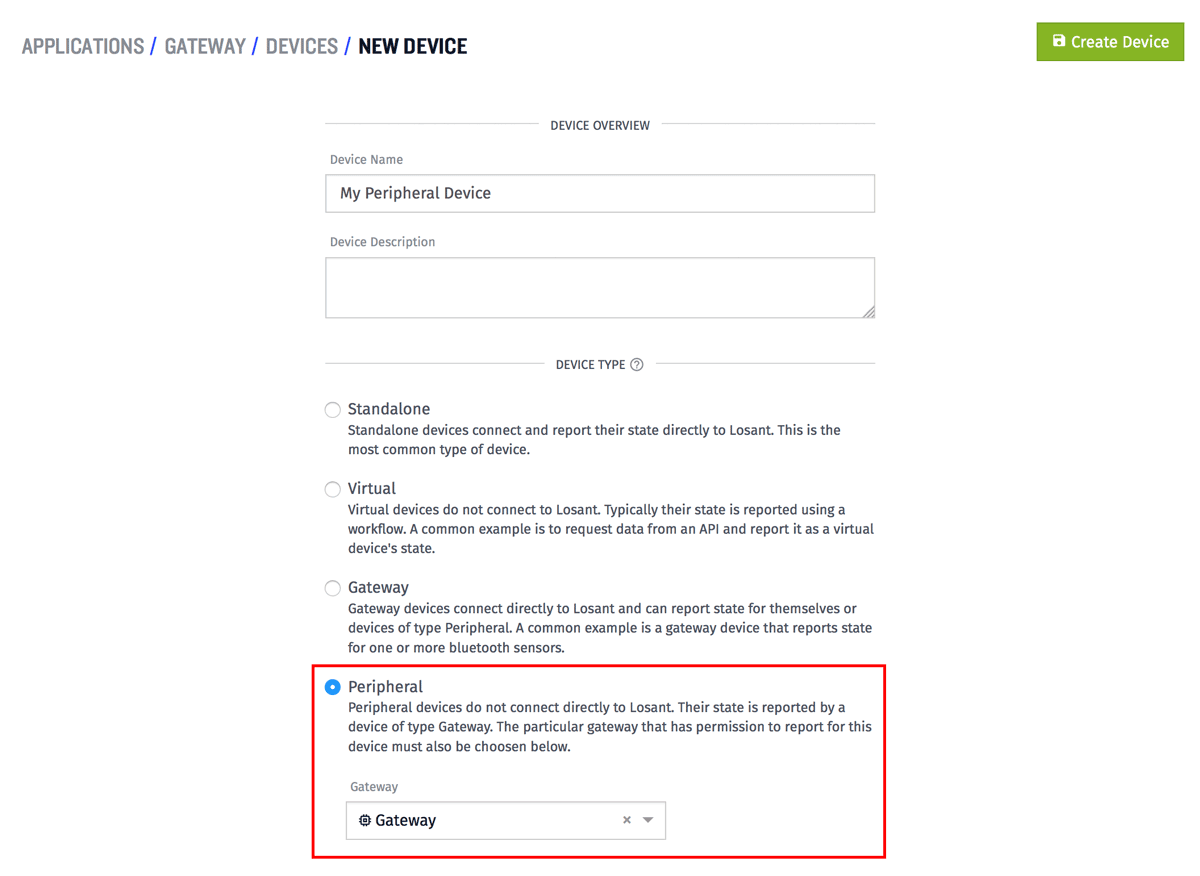 APPLICATIONS / GATEWAY / DEVICES / NEW DEVICE
Create Device
DEVICE OVERVIEW
Device Name
My Peripheral Device
Device Description
DEVICE TYPE ?
Standalone
Standalone devices connect and report their state directly to Losant. This is the
most common type of device.
Virtual
Virtual devices do not connect to Losant. Typically their state is reported using a
workflow. A common example is to request data from an API and report it as a virtual
device's state.
Gateway
Gateway devices connect directly to Losant and can report state for themselves or
devices of type Peripheral. A common example is a gateway device that reports state
for one or more bluetooth sensors.
Peripheral
Peripheral devices do not connect directly to Losant. Their state is reported by a
device of type Gateway. The particular gateway that has permission to report for this
device must also be choosen below.
Gateway
Gateway ×